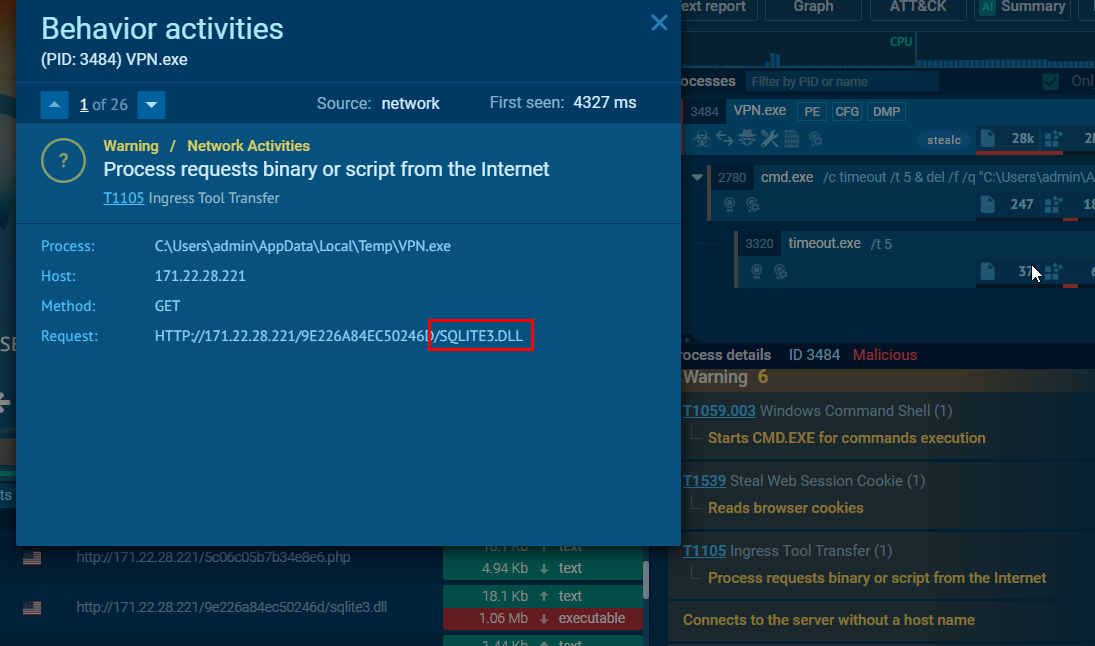 Behavior activities
(PID: 3484) VPN.exe
1 of 26
Source: network
First seen: 4327 ms
?
Warning / Network Activities
Process requests binary or script from the Internet
T1105 Ingress Tool Transfer
Process: C:\Users\admin\AppData\Local\Temp\VPN.exe
Host: 171.22.28.221
Method: GET
Request: HTTP://171.22.28.221/9E226A84EC50246D/SQLITE3.DLL
ext report
Graph
ATT&CK
AI Summary
CPU
ocesses
Filter by PID or name
Onl
3484 VPN.exe PE CFG DMP
stealc
28k
2780 cmd.exe /c timeout /t 5 & del /f /q "C:\Users\admin\A
247
18
3320 timeout.exe /t 5
37
rocess details ID 3484 Malicious
Warning 6
T1059.003 Windows Command Shell (1)
Starts CMD.EXE for commands execution
T1539 Steal Web Session Cookie (1)
Reads browser cookies
T1105 Ingress Tool Transfer (1)
Process requests binary or script from the Internet
Connects to the server without a host name
SE
ts
http://171.22.28.221/5c06c05b7b34e8e6.php
18.1 Kb text
4.94 Kb text
http://171.22.28.221/9e226a84ec50246d/sqlite3.dll
18.1 Kb text
1.06 Mb executable
1.44 Kb text